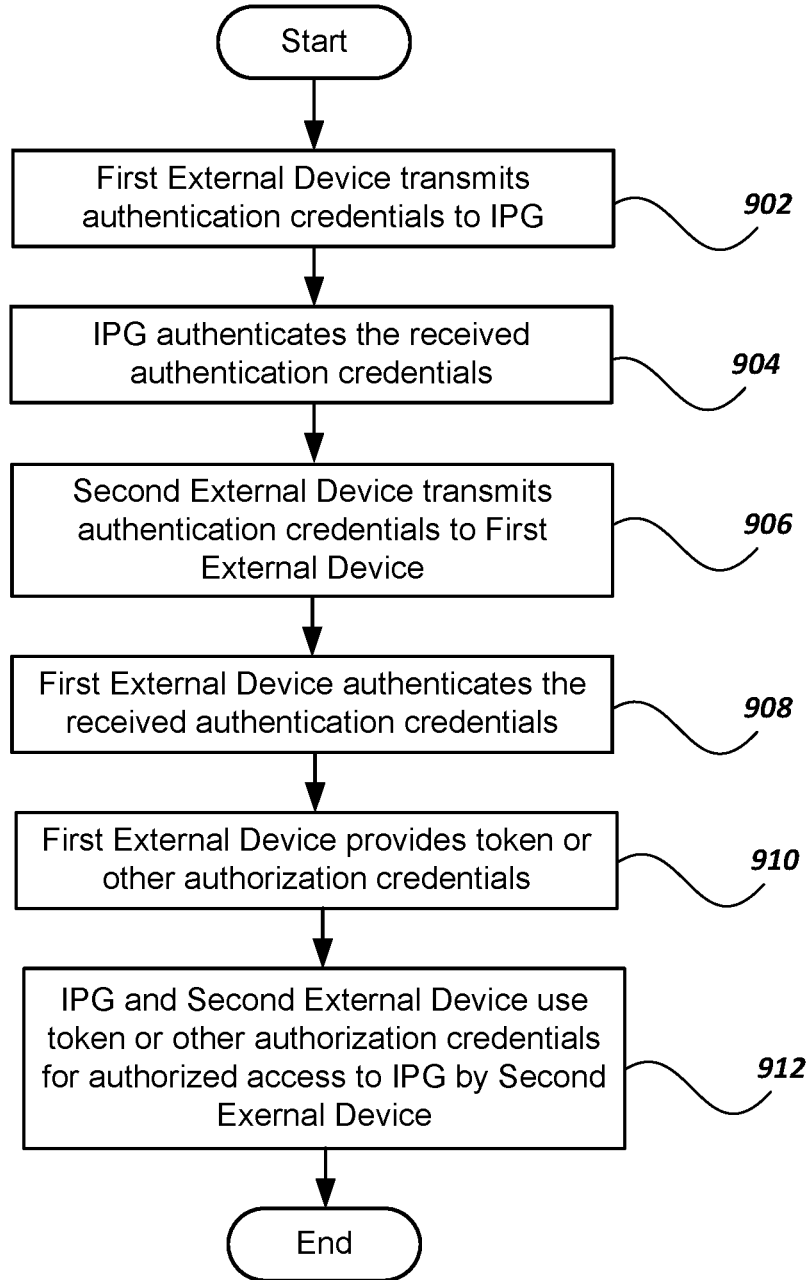 Start
First External Device transmits
authentication credentials to IPG
902
IPG authenticates the received
authentication credentials
904
Second External Device transmits
authentication credentials to First
External Device
906
First External Device authenticates the
received authentication credentials
908
First External Device provides token or
other authorization credentials
910
IPG and Second External Device use
token or other authorization credentials
for authorized access to IPG by Second
Exernal Device
912
End